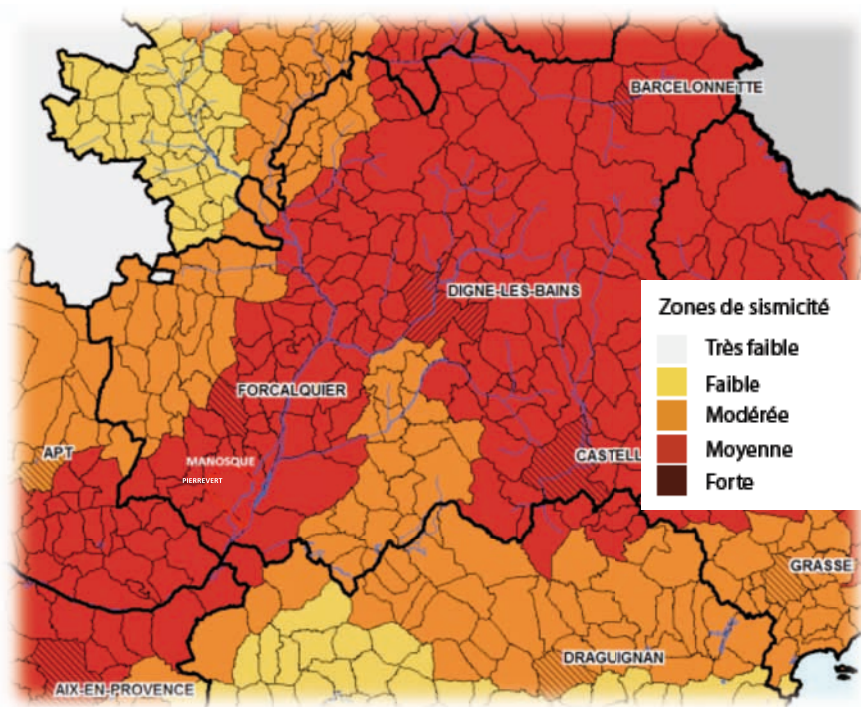 BARCELONNETTE
DIGNE-LES-BAINS
Zones de sismicité
Très faible
Faible
Modérée
Moyenne
Forte
FORCALQUIER
APT
MANOSQUE
CASTELL
PIERREVERT
GRASSE
DRAGUIGNAN
AIX-EN-PROVENCE